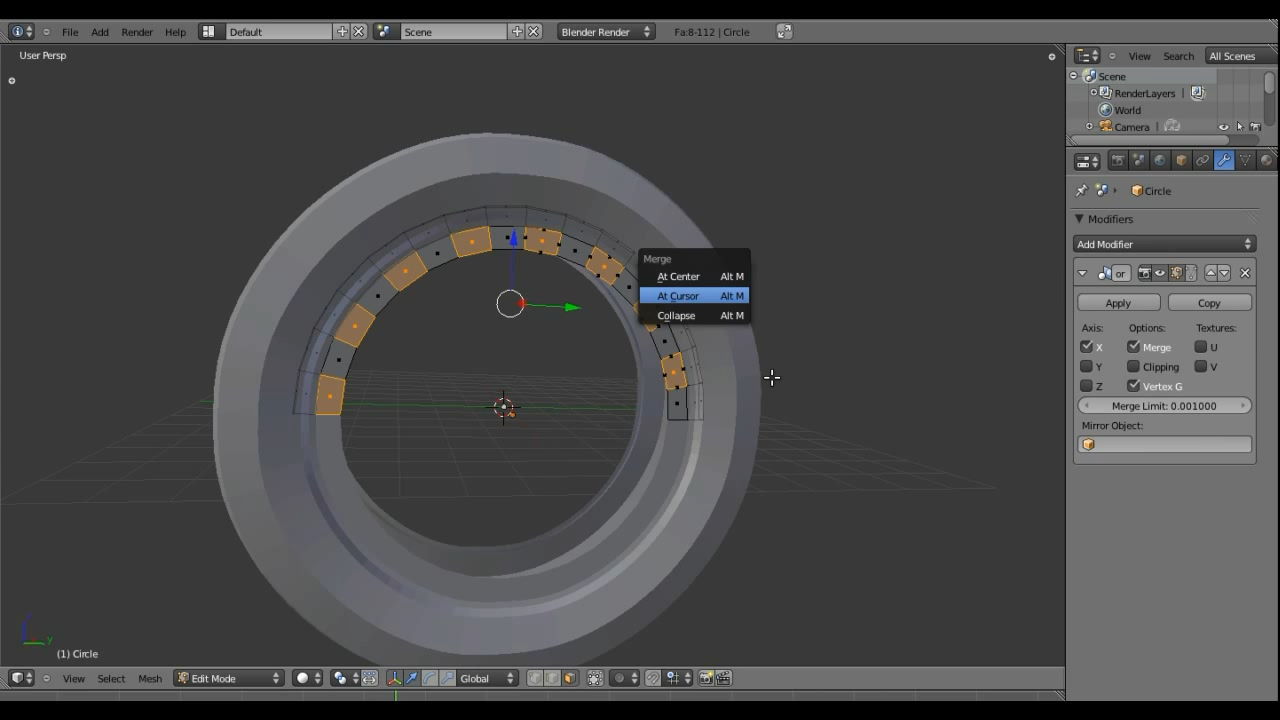 File Add Render Help Default Scene Blender Render Fa:8-112 | Circle
User Persp
View Search All Scenes
Scene
RenderLayers
World
Camera
Circle
Modifiers
Add Modifier
or
Apply Copy
Axis: Options: Textures:
X Merge U
Y Clipping V
Z Vertex G
Merge Limit: 0.001000
Mirror Object:
Merge
At Center Alt M
At Cursor Alt M
Collapse Alt M
z
y
(1) Circle
View Select Mesh Edit Mode Global